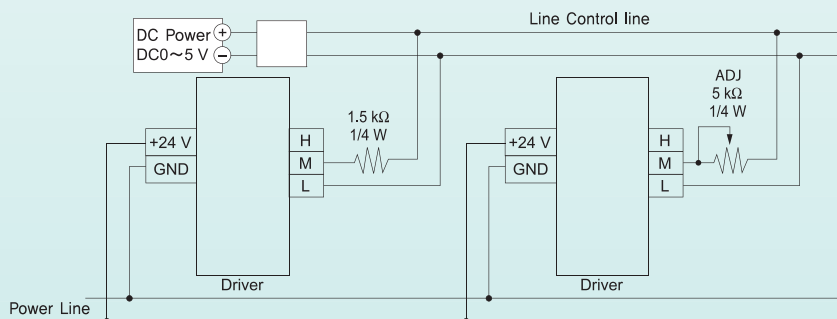 Line Control line
DC Power +
DC0～5 V −
ADJ
5 kΩ
1/4 W
1.5 kΩ
1/4 W
+24 V
GND
H
M
L
+24 V
GND
H
M
L
Driver
Driver
Power Line